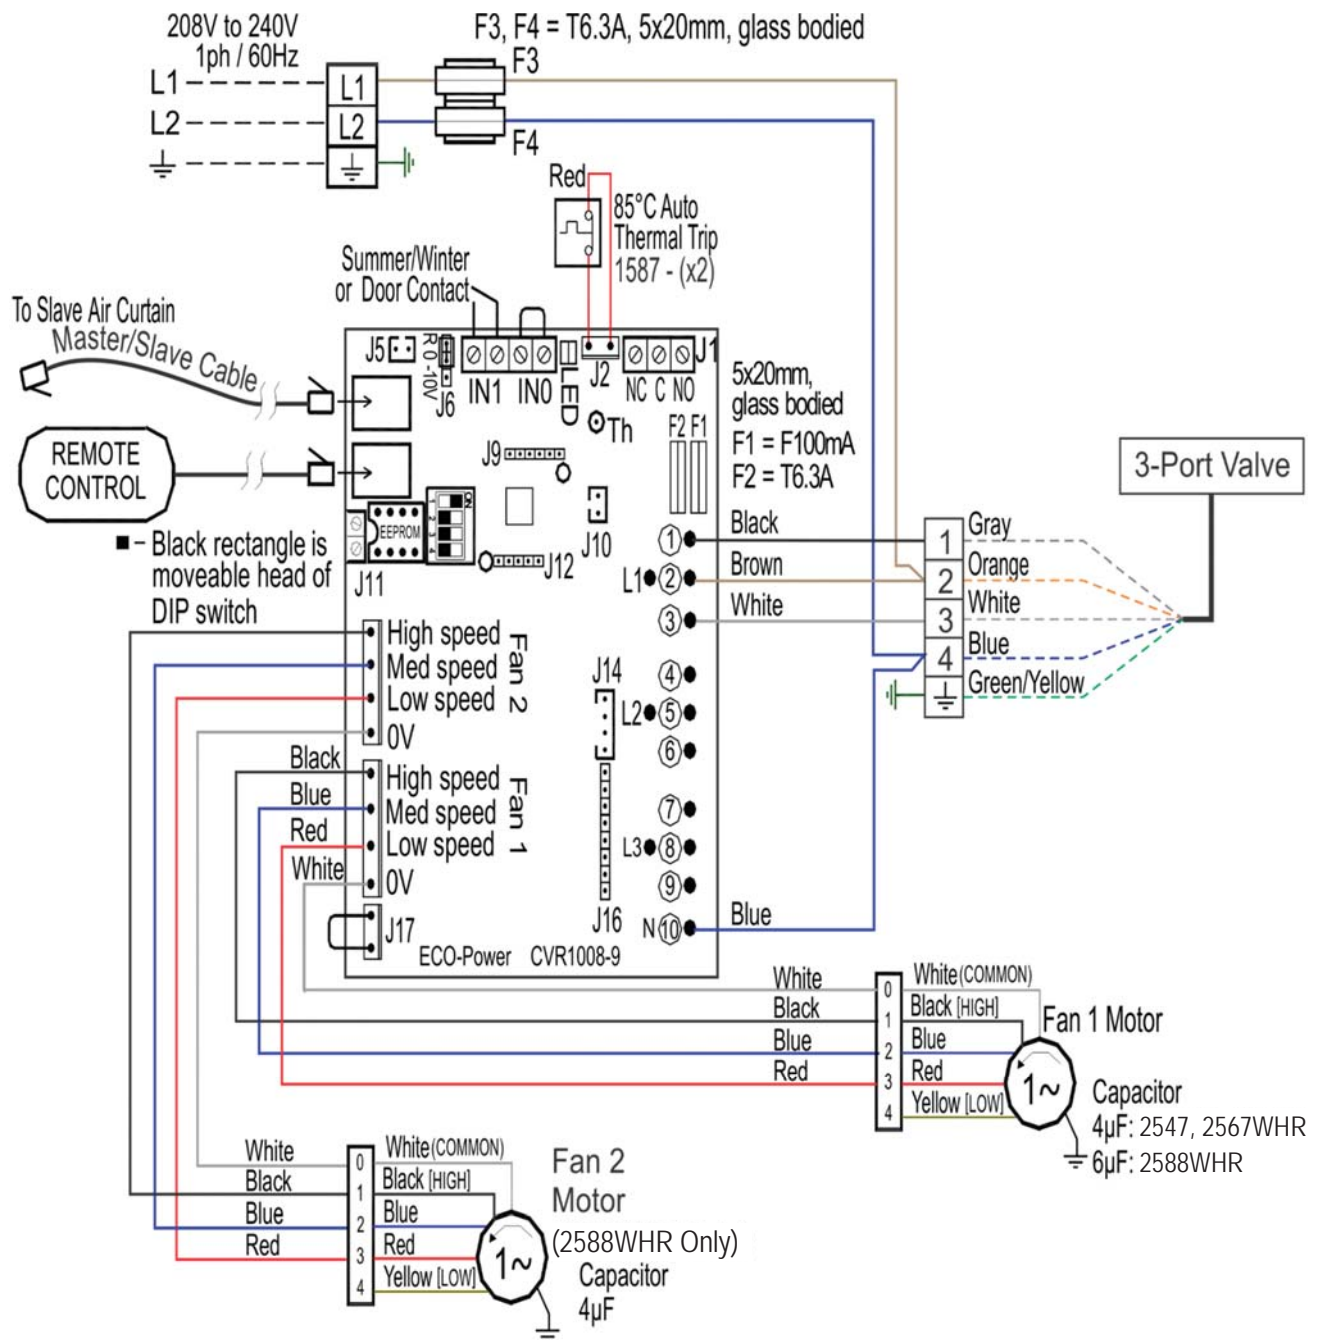 208V to 240V
1ph / 60Hz
F3, F4 = T6.3A, 5x20mm, glass bodied
L1
L1
F3
L2
L2
F4
Red
85°C Auto
Thermal Trip
1587 - (x2)
Summer/Winter
or Door Contact
To Slave Air Curtain
Master/Slave Cable
REMOTE
CONTROL
J5
R 0 -10V
J6
IN1
IN0
LED
J2
NC C NO
J1
Th
F2 F1
5x20mm,
glass bodied
F1 = F100mA
F2 = T6.3A
3-Port Valve
J9
EEPROM
ON
1
2
3
4
J10
J12
J11
■ – Black rectangle is
moveable head of
DIP switch
1
Black
1
Gray
L1
2
Brown
2
Orange
3
White
3
White
4
Blue
Green/Yellow
High speed
Med speed
Low speed
0V
Fan 2
J14
4
L2
5
6
Black
High speed
Blue
Med speed
Red
Low speed
White
0V
Fan 1
7
L3
8
9
J16
N
10
Blue
J17
ECO-Power CVR1008-9
White
0
White (COMMON)
Black
1
Black [HIGH]
Blue
2
Blue
Red
3
Red
4
Yellow [LOW]
Fan 1 Motor
1~
Capacitor
4µF: 2547, 2567WHR
6µF: 2588WHR
White
0
White (COMMON)
Black
1
Black [HIGH]
Blue
2
Blue
Red
3
Red
4
Yellow [LOW]
1~
Fan 2
Motor
(2588WHR Only)
Capacitor
4µF